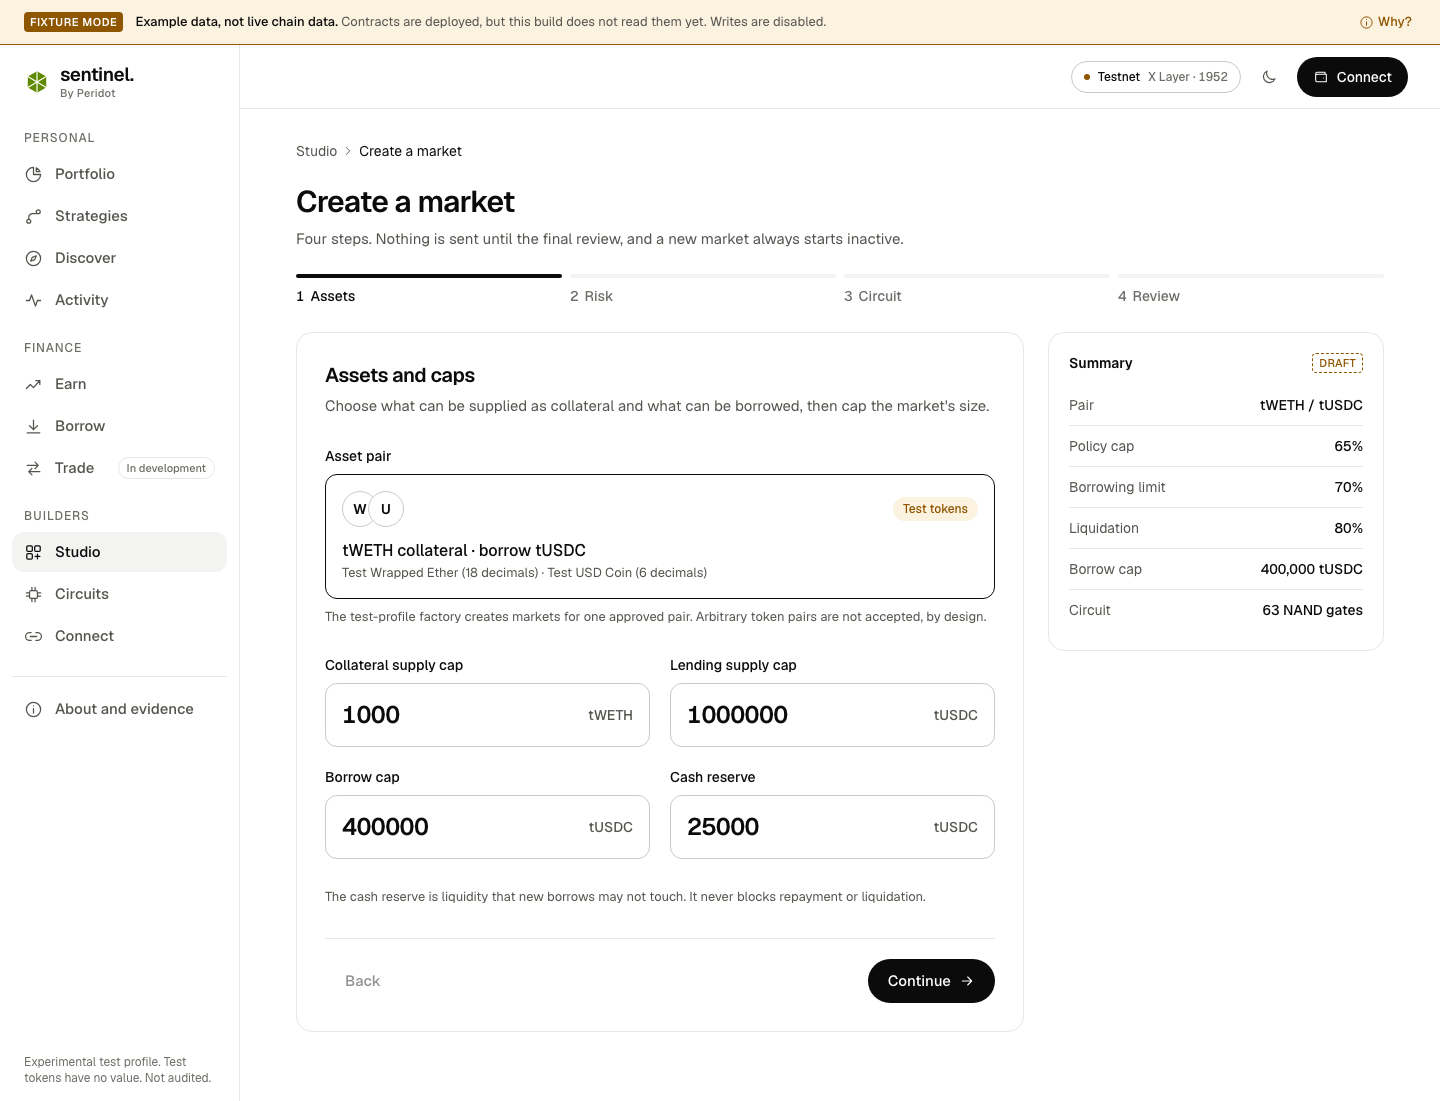 FIXTURE MODE Example data, not live chain data. Contracts are deployed, but this build does not read them yet. Writes are disabled. Why?
sentinel.
By Peridot
Testnet X Layer · 1952
Connect
PERSONAL
Portfolio
Strategies
Discover
Activity
FINANCE
Earn
Borrow
Trade In development
BUILDERS
Studio
Circuits
Connect
About and evidence
Experimental test profile. Test
tokens have no value. Not audited.
Studio > Create a market
Create a market
Four steps. Nothing is sent until the final review, and a new market always starts inactive.
1 Assets
2 Risk
3 Circuit
4 Review
Assets and caps
Choose what can be supplied as collateral and what can be borrowed, then cap the market's size.
Asset pair
W U Test tokens
tWETH collateral · borrow tUSDC
Test Wrapped Ether (18 decimals) · Test USD Coin (6 decimals)
The test-profile factory creates markets for one approved pair. Arbitrary token pairs are not accepted, by design.
Collateral supply cap
1000 tWETH
Lending supply cap
1000000 tUSDC
Borrow cap
400000 tUSDC
Cash reserve
25000 tUSDC
The cash reserve is liquidity that new borrows may not touch. It never blocks repayment or liquidation.
Back
Continue
Summary DRAFT
Pair tWETH / tUSDC
Policy cap 65%
Borrowing limit 70%
Liquidation 80%
Borrow cap 400,000 tUSDC
Circuit 63 NAND gates